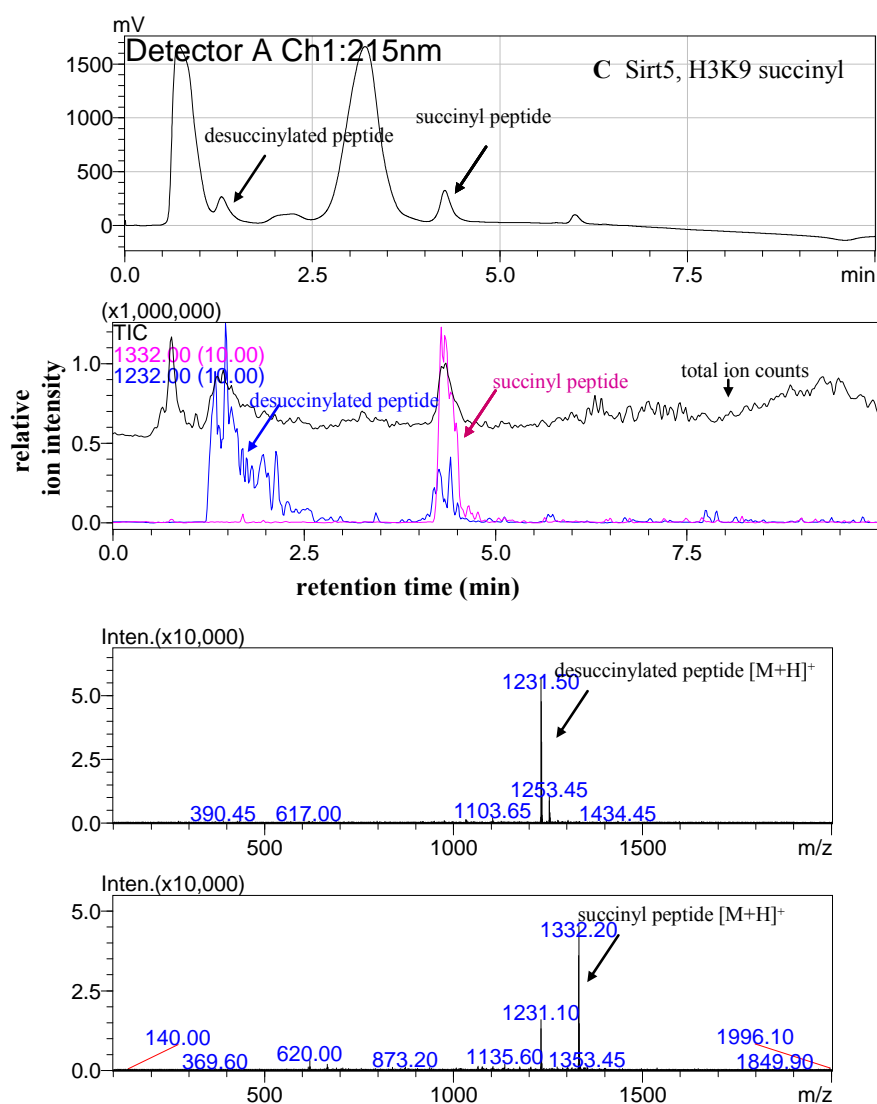 mV
Detector A Ch1:215nm
C Sirt5, H3K9 succinyl
1500
1000
500
0
desuccinylated peptide
succinyl peptide
0.0 2.5 5.0 7.5 min
(x1,000,000)
TIC
1332.00 (10.00)
1232.00 (10.00)
1.0
0.5
0.0
desuccinylated peptide
succinyl peptide
total ion counts
relative
ion intensity
0.0 2.5 5.0 7.5
retention time (min)
Inten.(x10,000)
5.0
2.5
0.0
desuccinylated peptide [M+H]+
1231.50
1253.45
390.45 617.00 1103.65 1434.45
500 1000 1500 m/z
Inten.(x10,000)
5.0
2.5
0.0
succinyl peptide [M+H]+
1332.20
1231.10
140.00
369.60 620.00 873.20 1135.60 1353.45
1996.10
1849.90
500 1000 1500 m/z